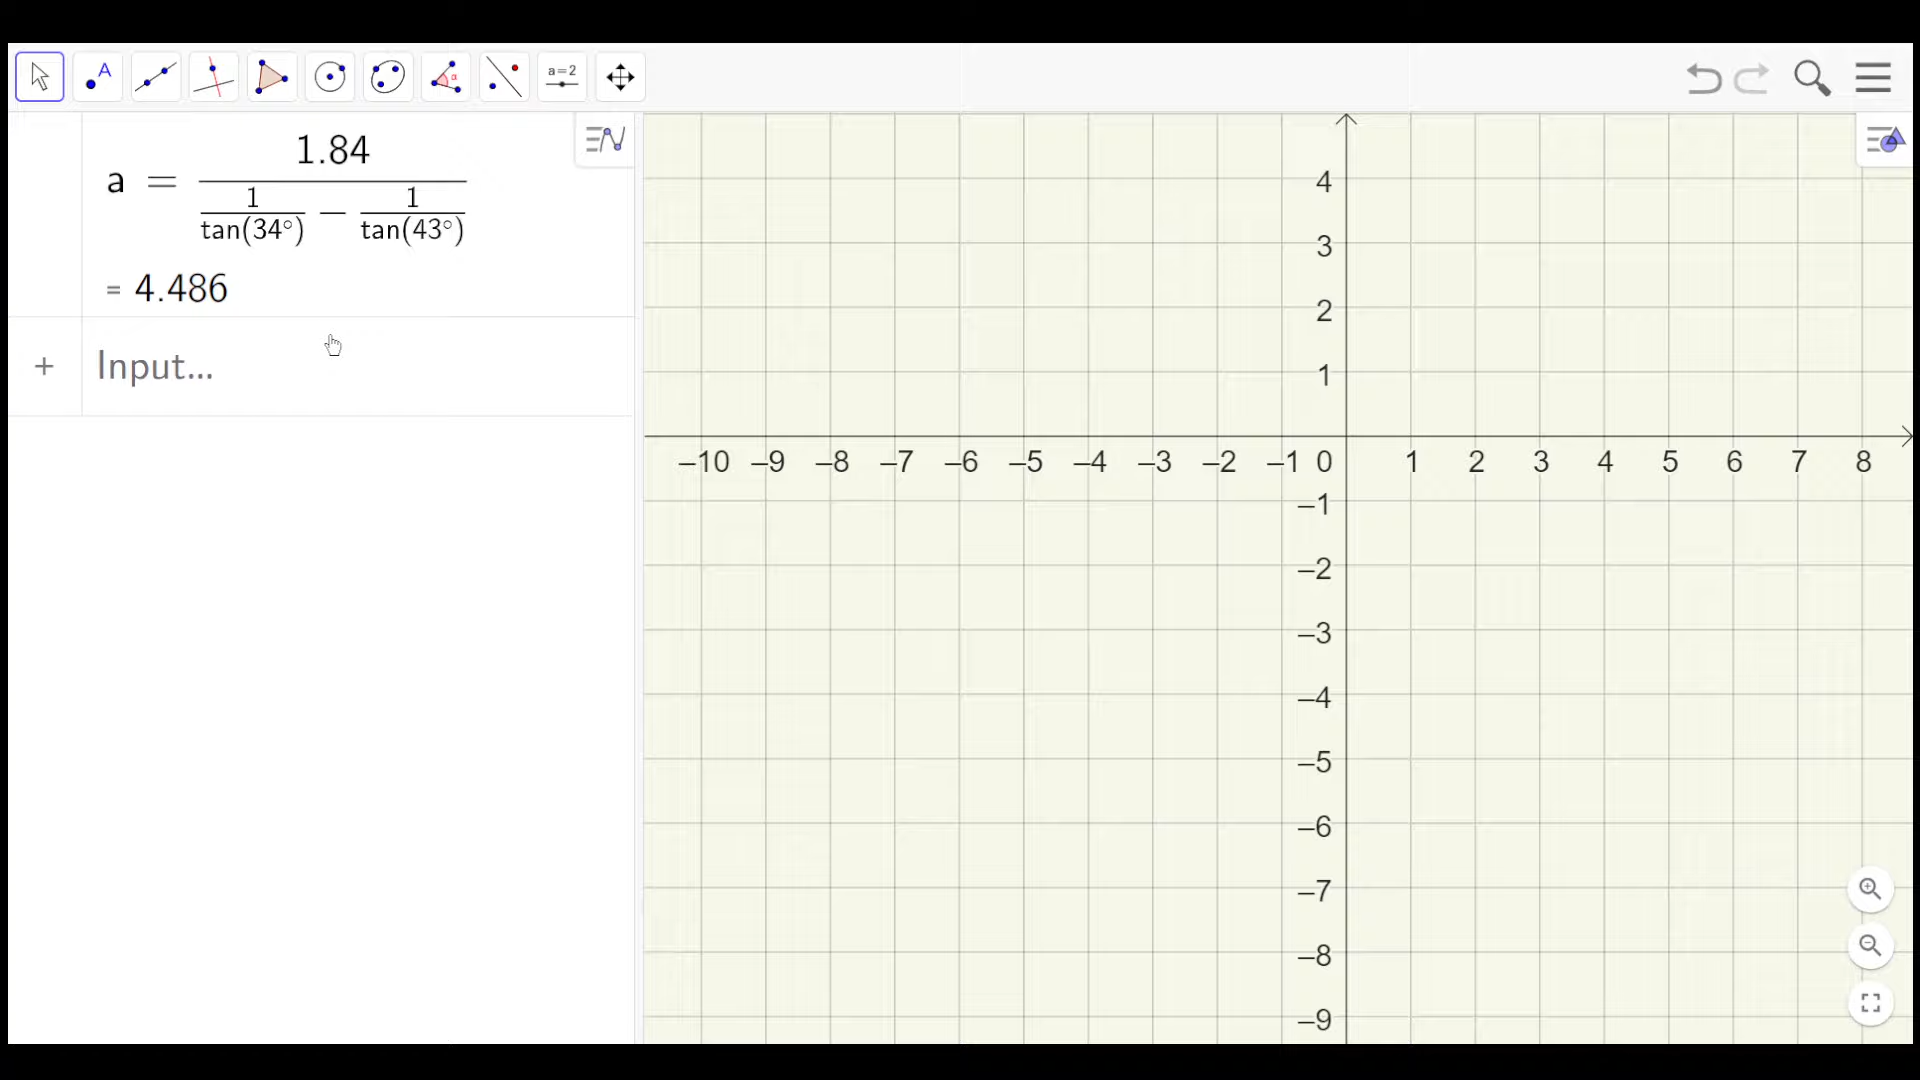 A
α
a=2
a = 1.84 / (1/tan(34°) − 1/tan(43°))
= 4.486
+ Input...
4
3
2
1
–10 –9 –8 –7 –6 –5 –4 –3 –2 –1 0 1 2 3 4 5 6 7 8
–1
–2
–3
–4
–5
–6
–7
–8
–9